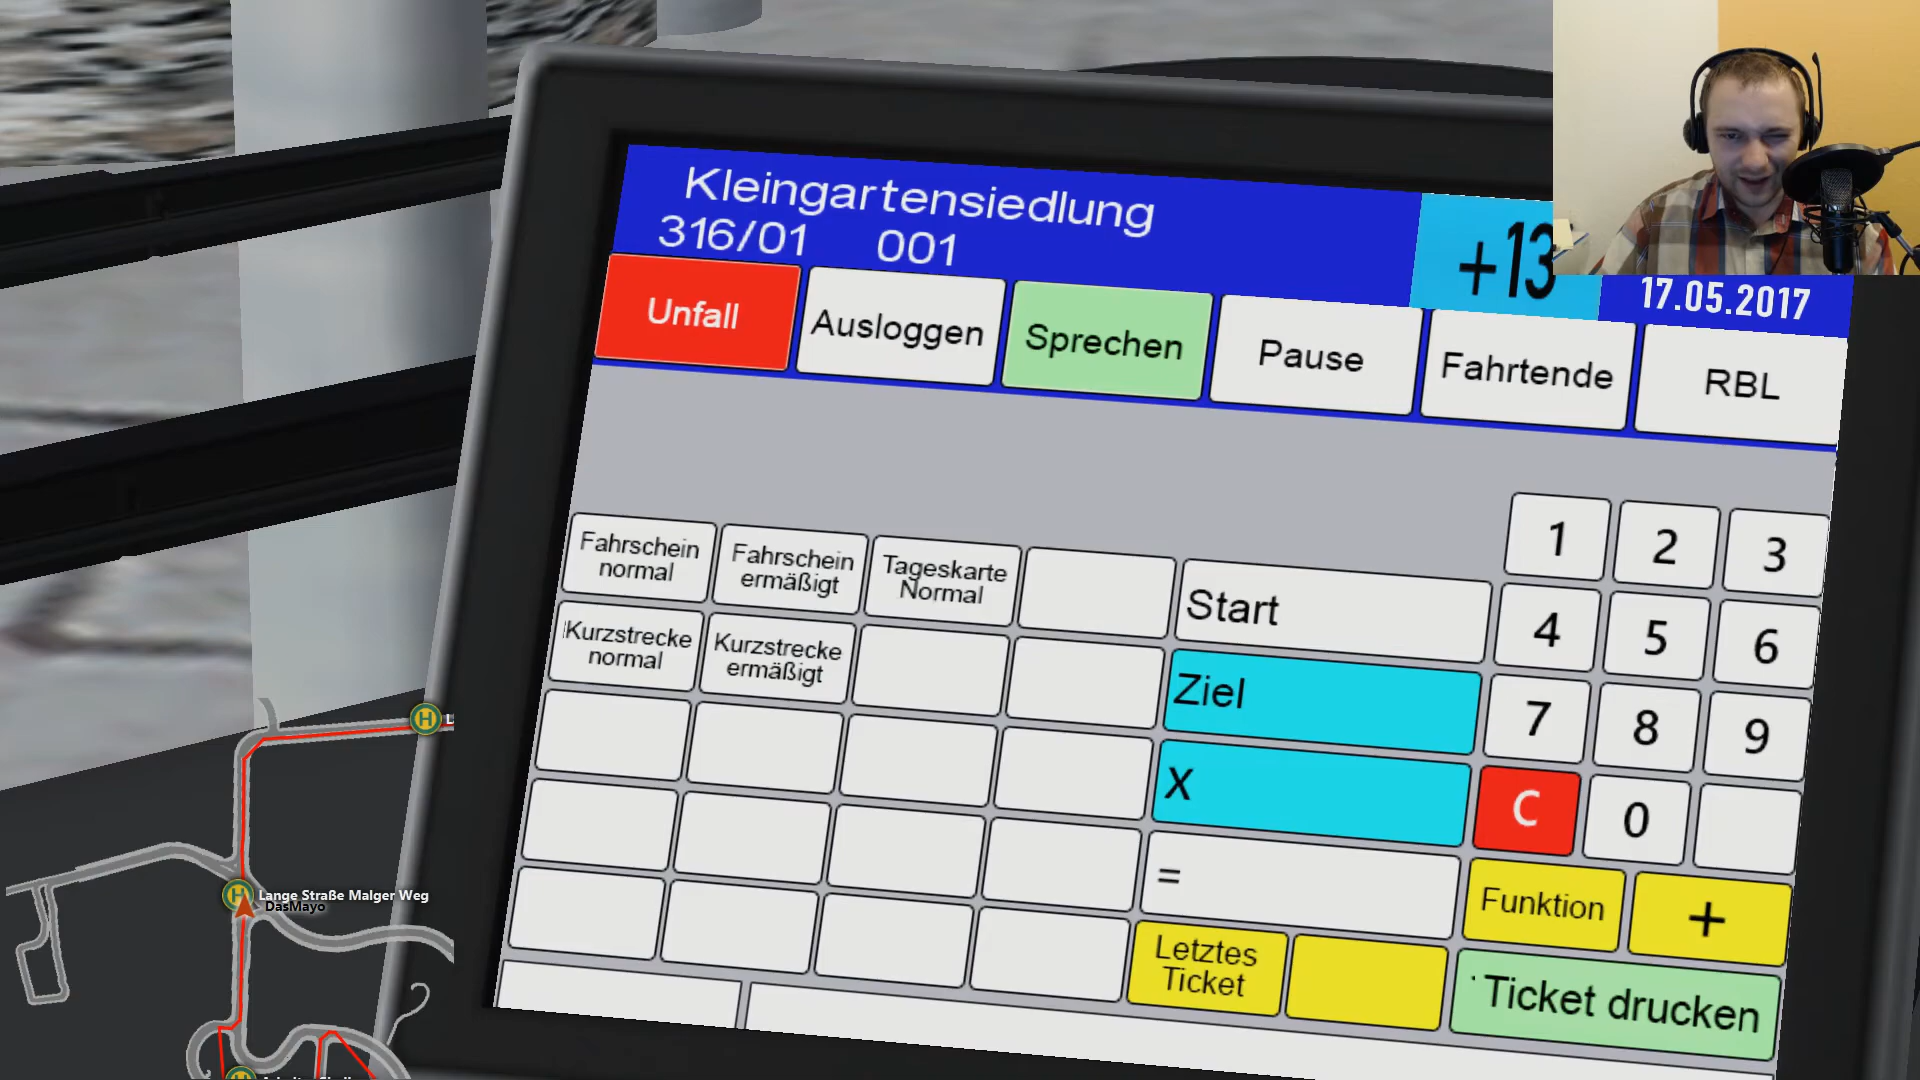 Kleingartensiedlung
316/01 001
+13
17.05.2017
Unfall
Ausloggen
Sprechen
Pause
Fahrtende
RBL
Fahrschein
normal
Fahrschein
ermäßigt
Tageskarte
Normal
Kurzstrecke
normal
Kurzstrecke
ermäßigt
Start
Ziel
X
=
1 2 3
4 5 6
7 8 9
C 0
Funktion
+
Letztes
Ticket
Ticket drucken
H
H Lange Straße Malger Weg
DasMayo
H